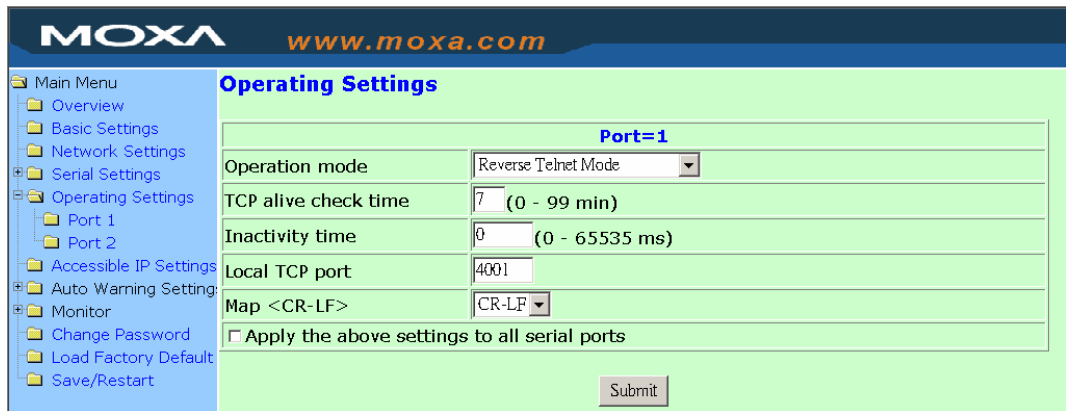 MOXA www.moxa.com
Main Menu
Overview
Basic Settings
Network Settings
Serial Settings
Operating Settings
Port 1
Port 2
Accessible IP Settings
Auto Warning Setting
Monitor
Change Password
Load Factory Default
Save/Restart
Operating Settings
Port=1
Operation mode Reverse Telnet Mode
TCP alive check time 7 (0 - 99 min)
Inactivity time 0 (0 - 65535 ms)
Local TCP port 4001
Map <CR-LF> CR-LF
Apply the above settings to all serial ports
Submit